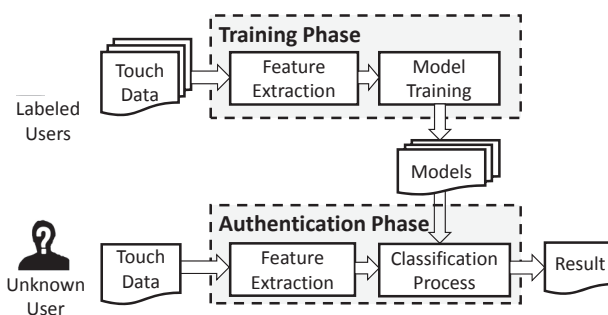 Training Phase
Touch
Data
Feature
Extraction
Model
Training
Labeled
Users
Models
Authentication Phase
?
Touch
Data
Feature
Extraction
Classification
Process
Result
Unknown
User